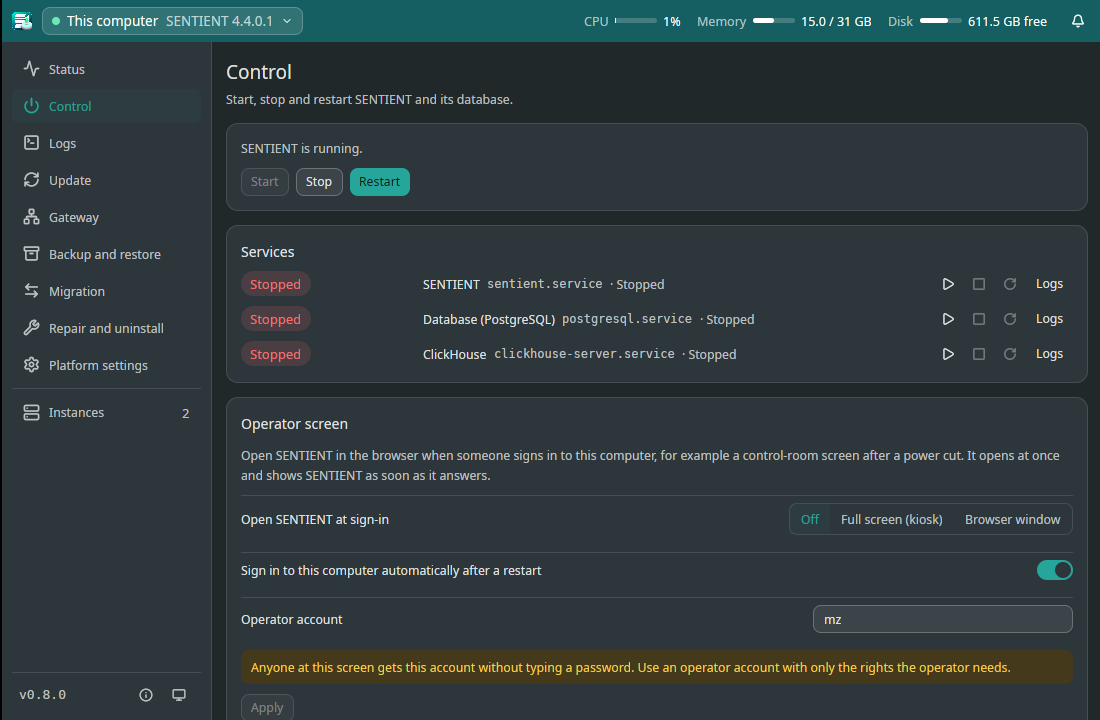 This computer SENTIENT 4.4.0.1 CPU 1% Memory 15.0 / 31 GB Disk 611.5 GB free
Status
Control
Logs
Update
Gateway
Backup and restore
Migration
Repair and uninstall
Platform settings
Instances 2
v0.8.0
Control
Start, stop and restart SENTIENT and its database.
SENTIENT is running.
Start Stop Restart
Services
Stopped SENTIENT sentient.service · Stopped Logs
Stopped Database (PostgreSQL) postgresql.service · Stopped Logs
Stopped ClickHouse clickhouse-server.service · Stopped Logs
Operator screen
Open SENTIENT in the browser when someone signs in to this computer, for example a control-room screen after a power cut. It opens at once
and shows SENTIENT as soon as it answers.
Open SENTIENT at sign-in Off Full screen (kiosk) Browser window
Sign in to this computer automatically after a restart
Operator account mz
Anyone at this screen gets this account without typing a password. Use an operator account with only the rights the operator needs.
Apply